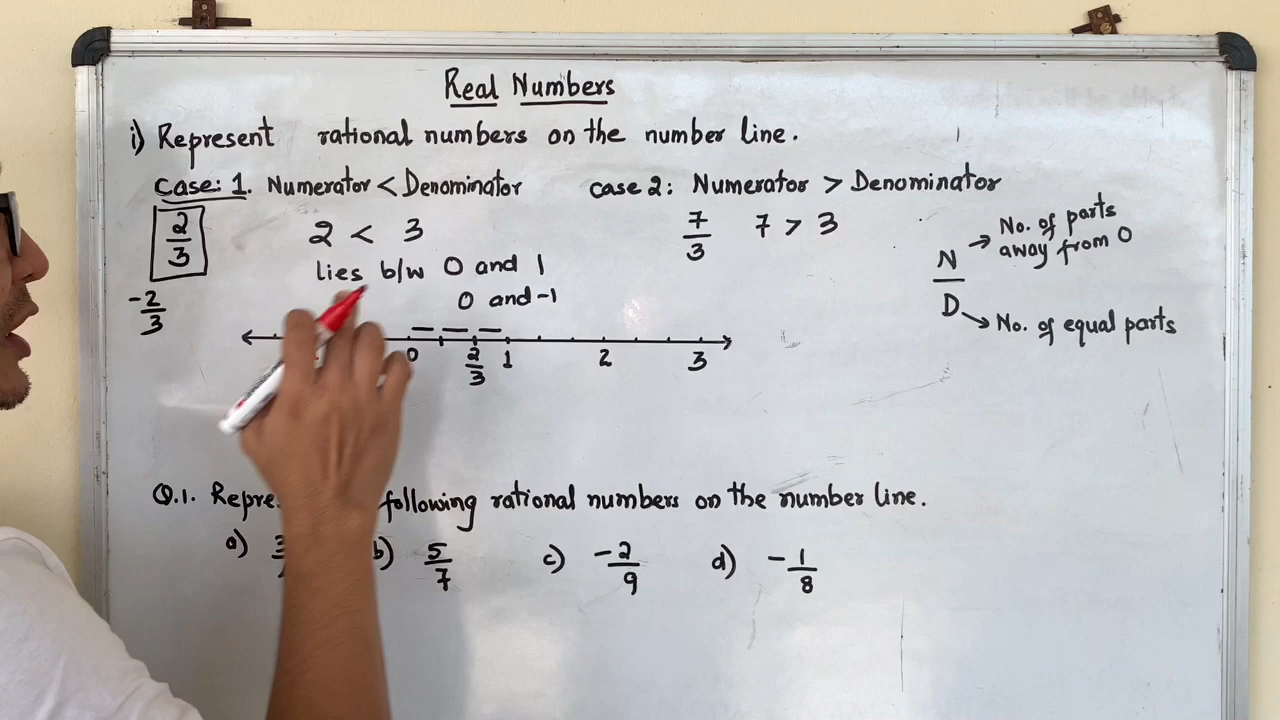 Real Numbers
i) Represent rational numbers on the number line.
Case: 1. Numerator < Denominator
2/3
2 < 3
lies b/w 0 and 1
0 and -1
-2/3
0 2/3 1 2 3
case 2: Numerator > Denominator
7/3 7 > 3
N → No. of parts away from 0
D → No. of equal parts
Q.1. following rational numbers on the number line.
a) b) 5/7 c) -2/9 d) -1/8